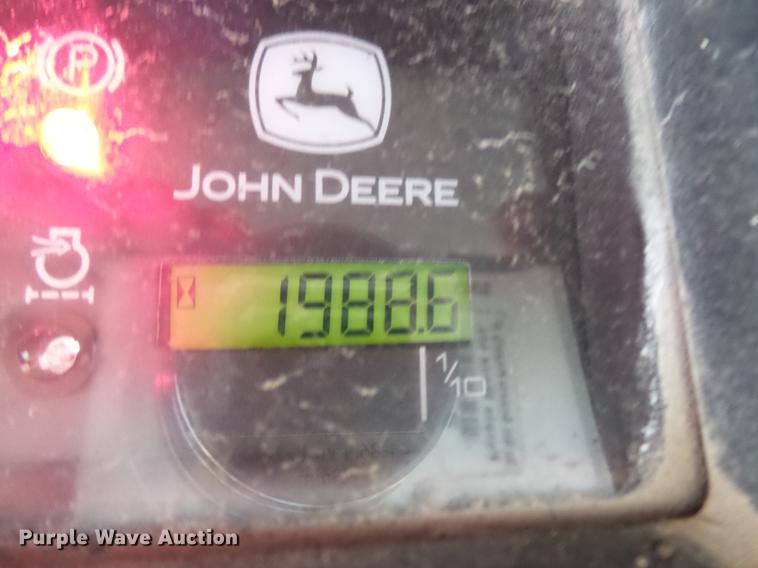 P
JOHN DEERE
1988.6
1/10
Purple Wave Auction